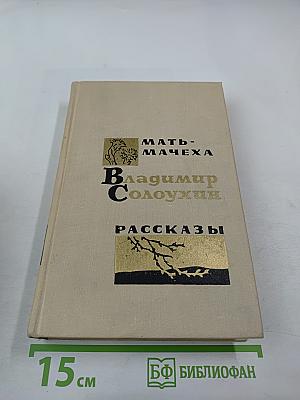 МАТЬ-
МАЧЕХА
Владимир
Солоухин
РАССКАЗЫ
15 см
БФ БИБЛИОФАН